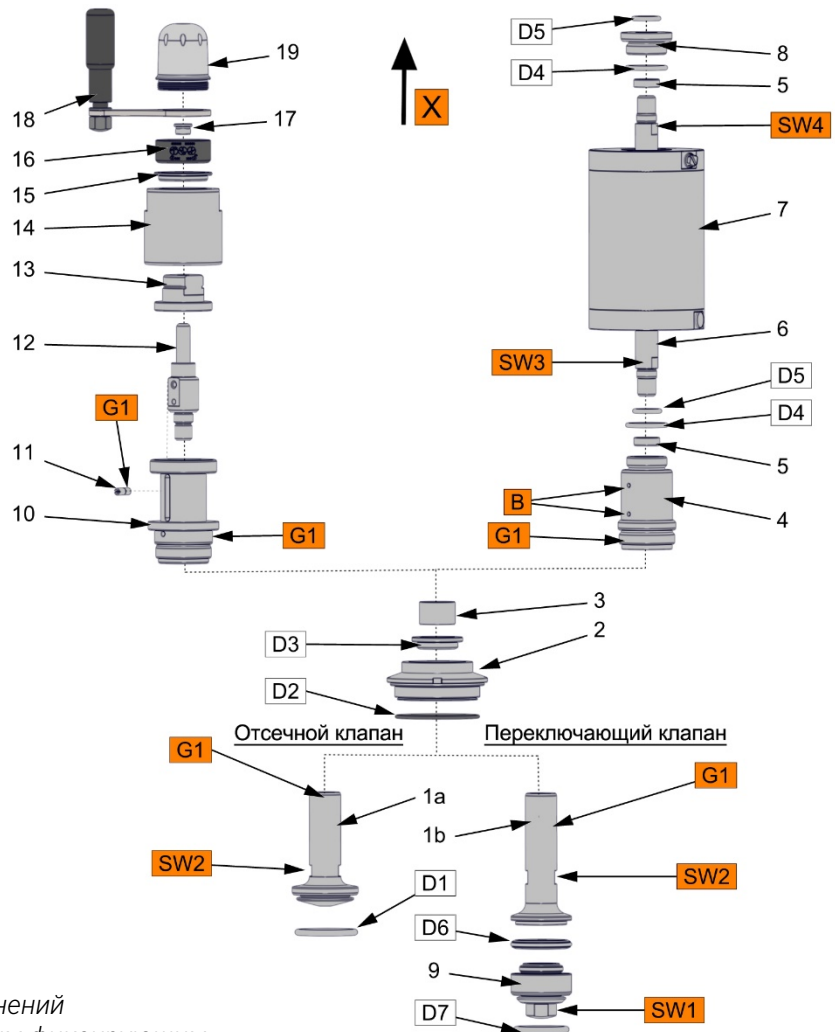 D5
8
19
D4
5
X
18
17
SW4
16
15
14
7
13
6
12
SW3
D5
G1
D4
11
5
B
10
4
G1
G1
3
D3
2
D2
Отсечной клапан
Переключающий клапан
G1
G1
1a
1b
SW2
SW2
D1
D6
9
нений
SW1
D7